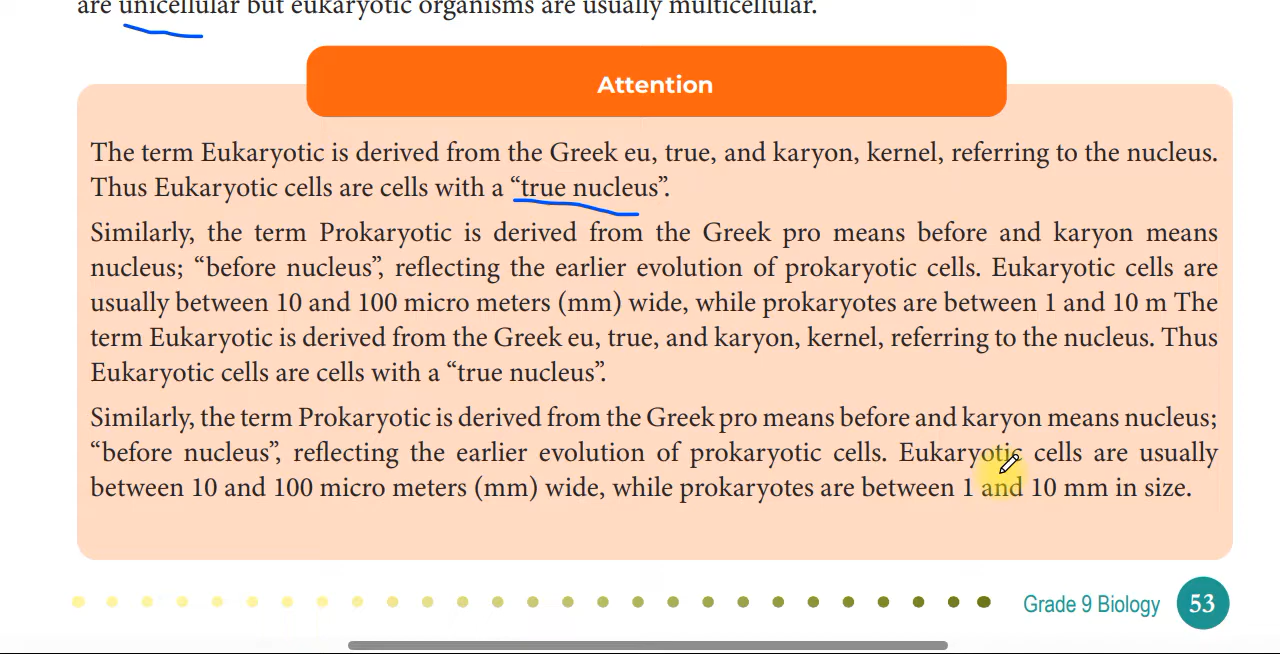 are unicellular but eukaryotic organisms are usually multicellular.
Attention
The term Eukaryotic is derived from the Greek eu, true, and karyon, kernel, referring to the nucleus.
Thus Eukaryotic cells are cells with a “true nucleus”.
Similarly, the term Prokaryotic is derived from the Greek pro means before and karyon means
nucleus; “before nucleus”, reflecting the earlier evolution of prokaryotic cells. Eukaryotic cells are
usually between 10 and 100 micro meters (mm) wide, while prokaryotes are between 1 and 10 m The
term Eukaryotic is derived from the Greek eu, true, and karyon, kernel, referring to the nucleus. Thus
Eukaryotic cells are cells with a “true nucleus”.
Similarly, the term Prokaryotic is derived from the Greek pro means before and karyon means nucleus;
“before nucleus”, reflecting the earlier evolution of prokaryotic cells. Eukaryotic cells are usually
between 10 and 100 micro meters (mm) wide, while prokaryotes are between 1 and 10 mm in size.
Grade 9 Biology 53